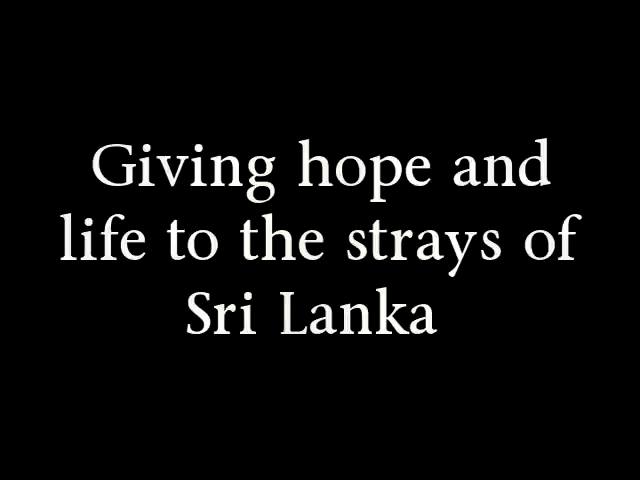 Giving hope and
life to the strays of
Sri Lanka